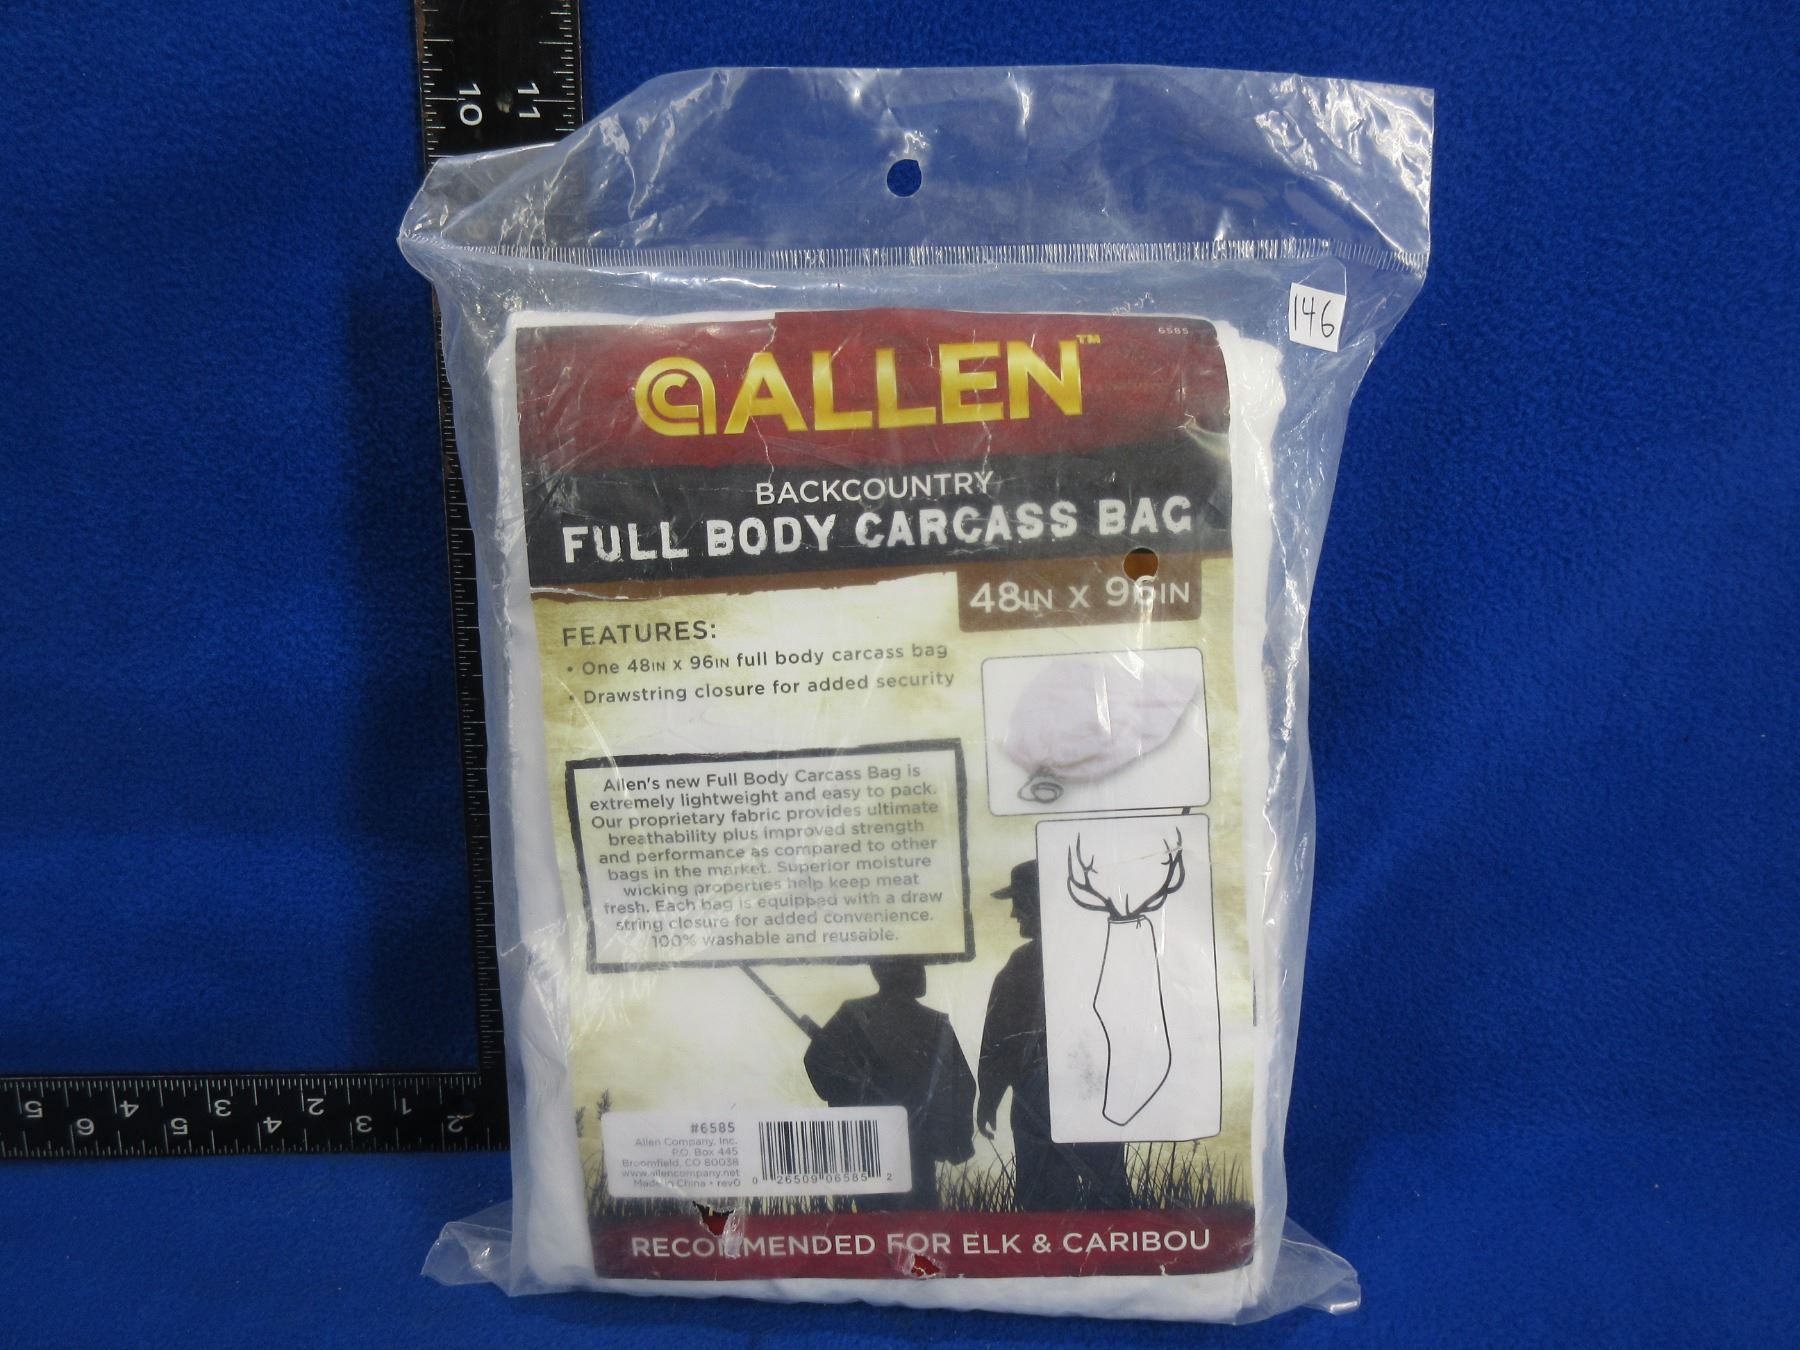 10
11
146
6585
ALLEN™
BACKCOUNTRY
FULL BODY CARCASS BAG
48IN X 96IN
FEATURES:
• One 48IN X 96IN full body carcass bag
• Drawstring closure for added security
Allen's new Full Body Carcass Bag is
extremely lightweight and easy to pack.
Our proprietary fabric provides ultimate
breathability plus improved strength
and performance as compared to other
bags in the market. Superior moisture
wicking properties help keep meat
fresh. Each bag is equipped with a draw
string closure for added convenience.
100% washable and reusable.
#6585
Allen Company, Inc.
P.O. Box 445
Broomfield, CO 80038
www.allencompany.net
Made in China • rev0
0 26509 06585 2
RECOMMENDED FOR ELK & CARIBOU
5 4 3 2 1
6 5 4 3 2